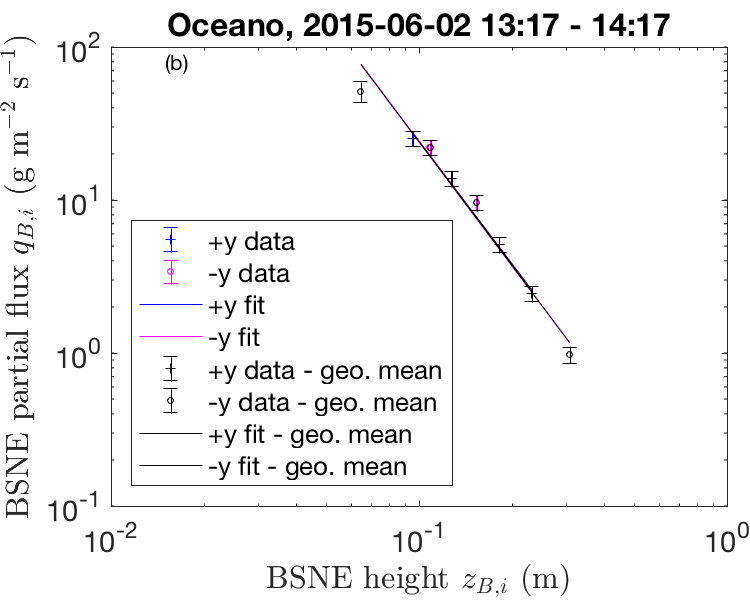 Oceano, 2015-06-02 13:17 - 14:17
(b)
BSNE partial flux q_{B,i} (g m^{-2} s^{-1})
10^2
10^1
10^0
10^{-1}
+y data
-y data
+y fit
-y fit
+y data - geo. mean
-y data - geo. mean
+y fit - geo. mean
-y fit - geo. mean
10^{-2}
10^{-1}
10^0
BSNE height z_{B,i} (m)